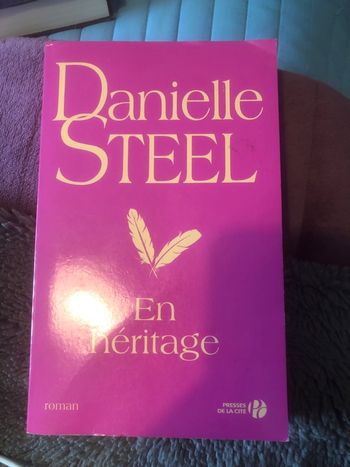 Danielle
STEEL
En
héritage
roman
PRESSES
DE LA CITÉ